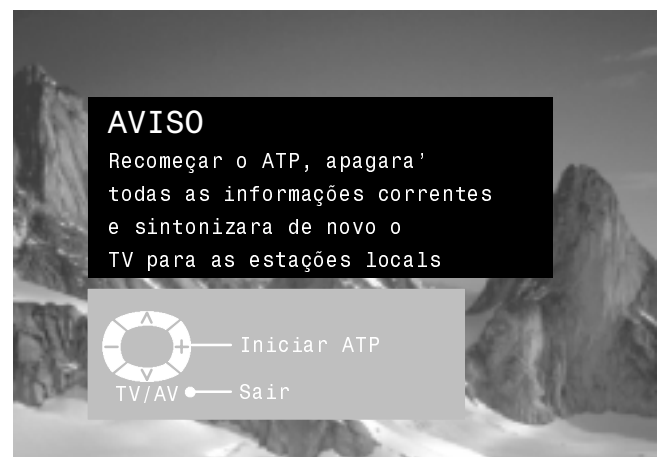 AVISO
Recomeçar o ATP, apagara’
todas as informações correntes
e sintonizara de novo o
TV para as estações locals
Iniciar ATP
TV/AV Sair